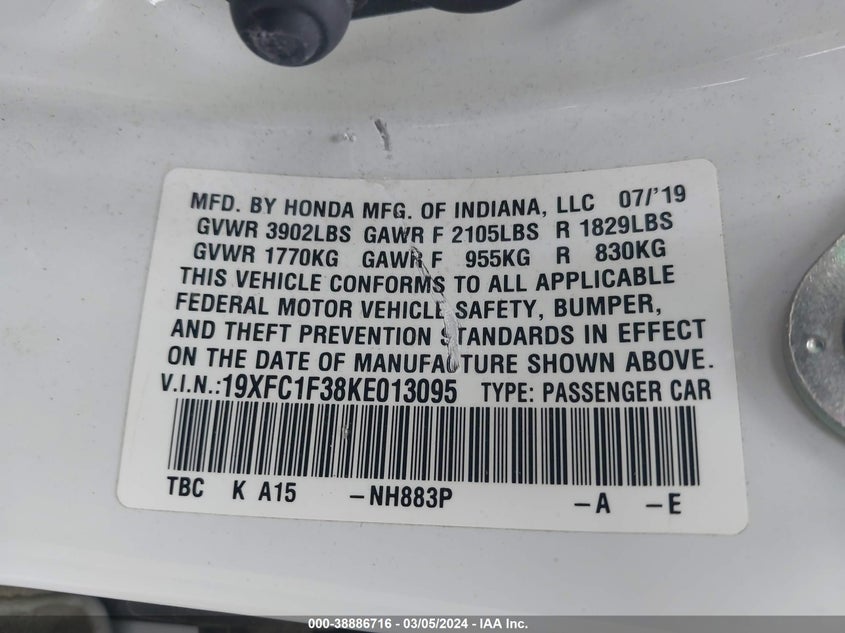 MFD. BY HONDA MFG. OF INDIANA, LLC 07/'19
GVWR 3902LBS GAWR F 2105LBS R 1829LBS
GVWR 1770KG GAWR F 955KG R 830KG
THIS VEHICLE CONFORMS TO ALL APPLICABLE
FEDERAL MOTOR VEHICLE SAFETY, BUMPER,
AND THEFT PREVENTION STANDARDS IN EFFECT
ON THE DATE OF MANUFACTURE SHOWN ABOVE.
V.I.N.:19XFC1F38KE013095 TYPE: PASSENGER CAR
TBC K A15 -NH883P -A -E
000-38886716 - 03/05/2024 - IAA Inc.